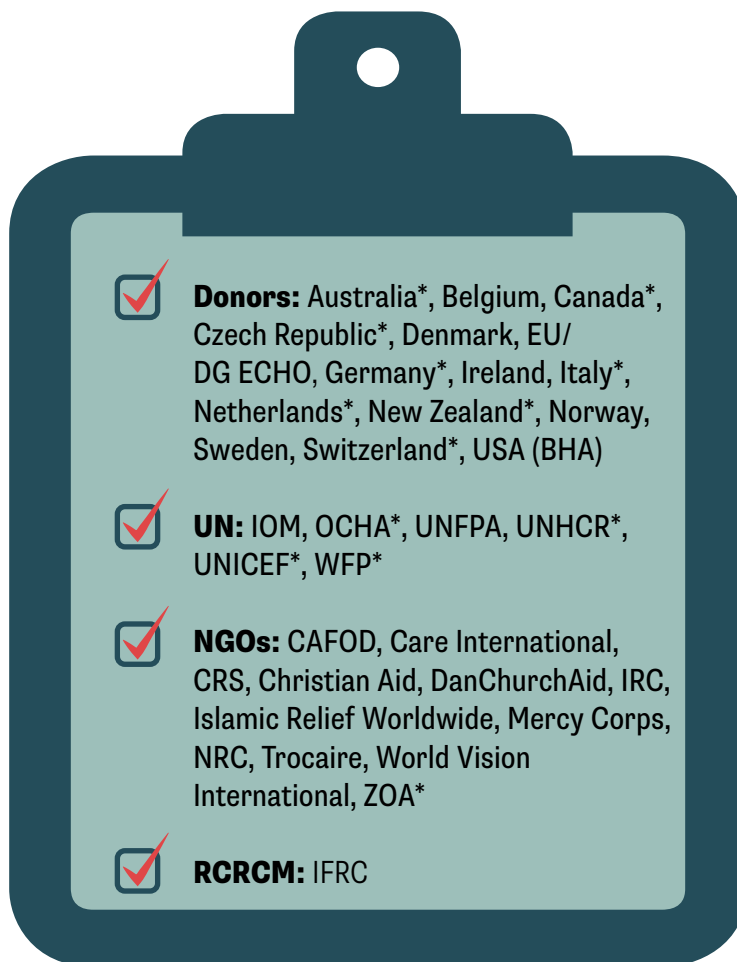 Donors: Australia*, Belgium, Canada*,
Czech Republic*, Denmark, EU/
DG ECHO, Germany*, Ireland, Italy*,
Netherlands*, New Zealand*, Norway,
Sweden, Switzerland*, USA (BHA)
UN: IOM, OCHA*, UNFPA, UNHCR*,
UNICEF*, WFP*
NGOs: CAFOD, Care International,
CRS, Christian Aid, DanChurchAid, IRC,
Islamic Relief Worldwide, Mercy Corps,
NRC, Trocaire, World Vision
International, ZOA*
RCRCM: IFRC